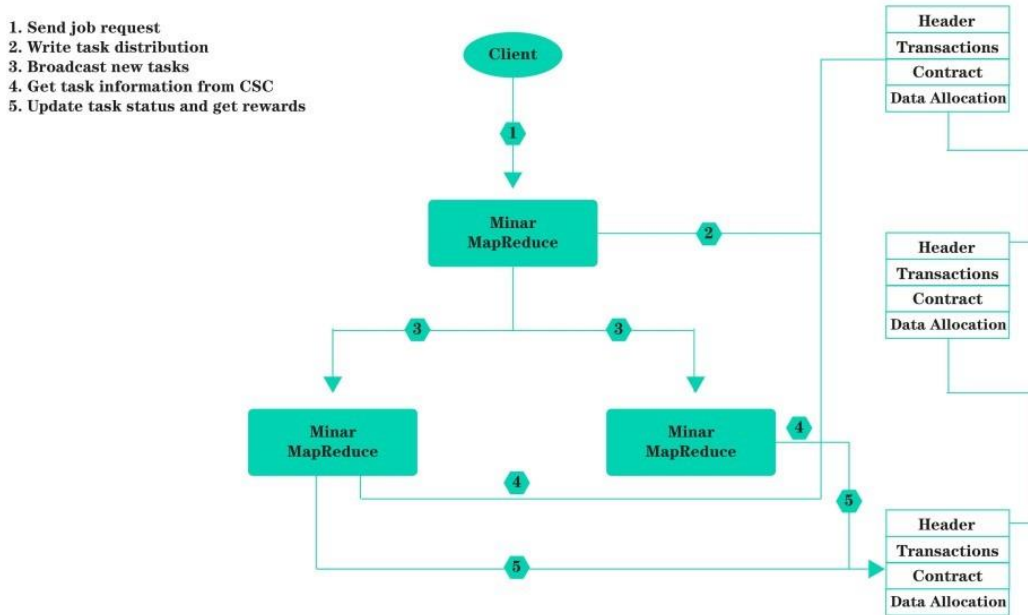 1. Send job request
2. Write task distribution
3. Broadcast new tasks
4. Get task information from CSC
5. Update task status and get rewards
Client
1
Minar
MapReduce
2
3
3
Minar
MapReduce
Minar
MapReduce
4
4
5
5
Header
Transactions
Contract
Data Allocation
Header
Transactions
Contract
Data Allocation
Header
Transactions
Contract
Data Allocation